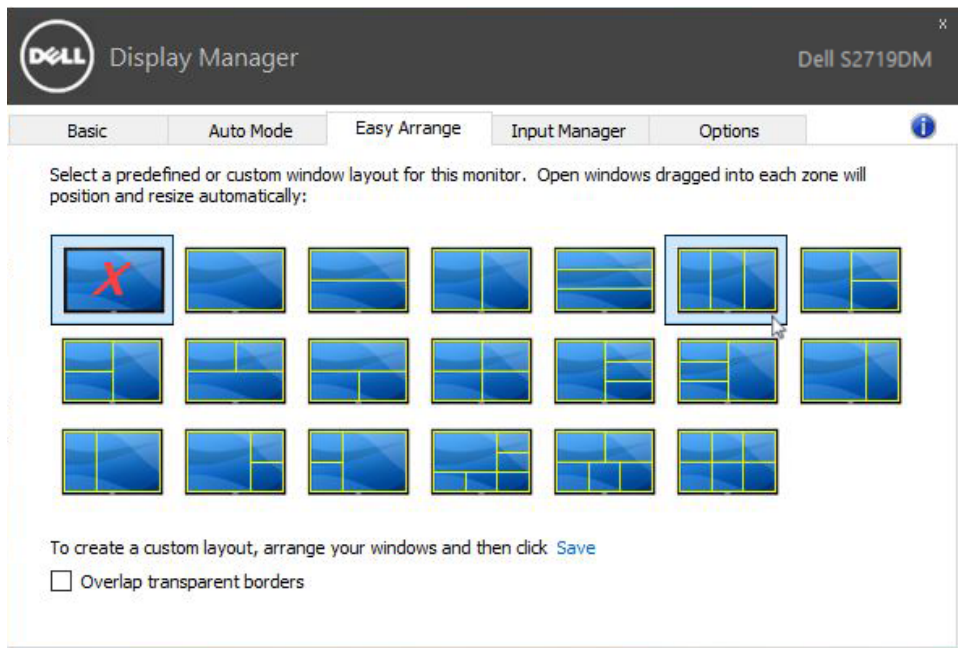 x
DELL Display Manager Dell S2719DM
Basic Auto Mode Easy Arrange Input Manager Options i
Select a predefined or custom window layout for this monitor. Open windows dragged into each zone will
position and resize automatically:
X
To create a custom layout, arrange your windows and then click Save
Overlap transparent borders